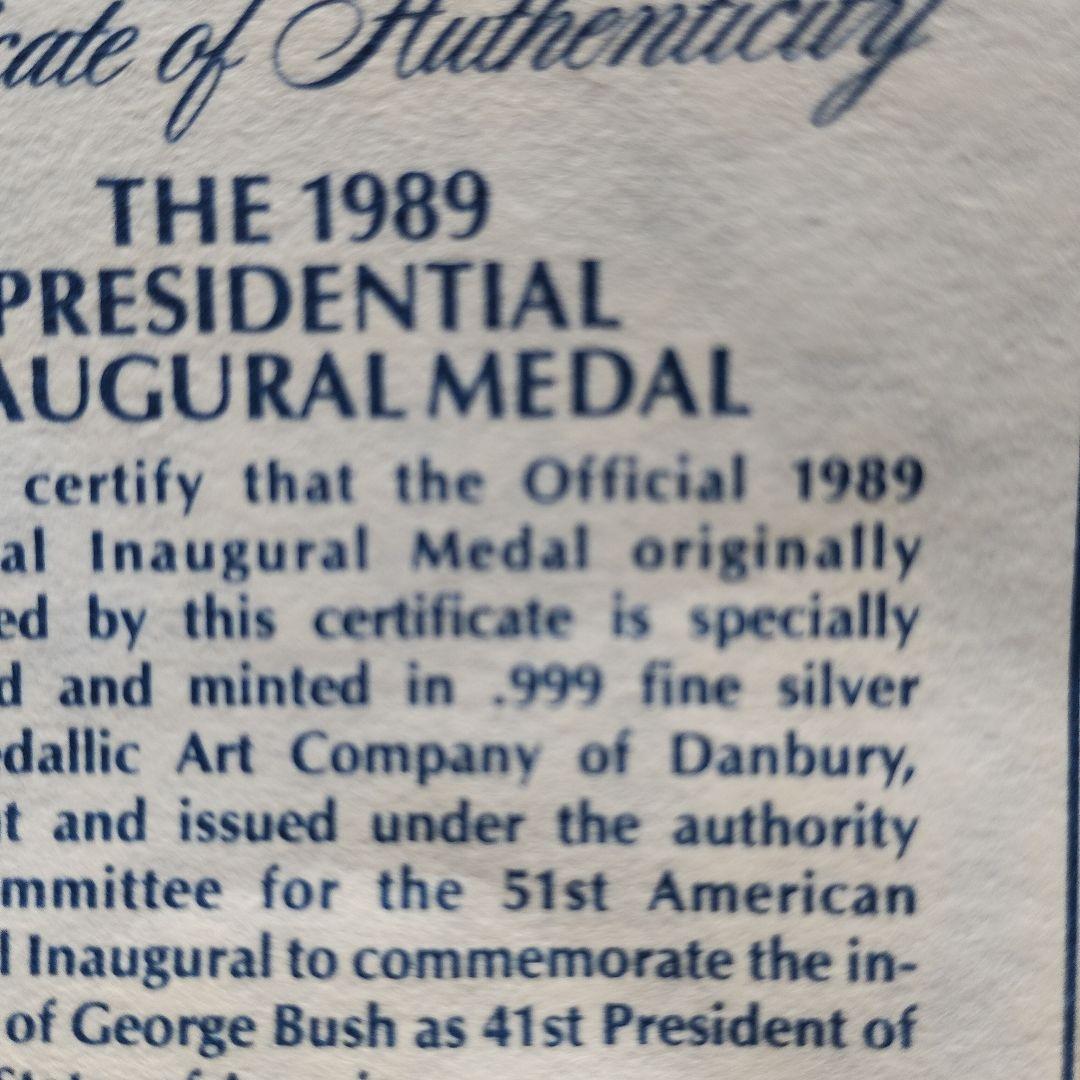 cate of Authenticity
THE 1989
PRESIDENTIAL
AUGURAL MEDAL
certify that the Official 1989
al Inaugural Medal originally
ed by this certificate is specially
d and minted in .999 fine silver
edallic Art Company of Danbury,
t and issued under the authority
mmittee for the 51st American
l Inaugural to commemorate the in-
of George Bush as 41st President of